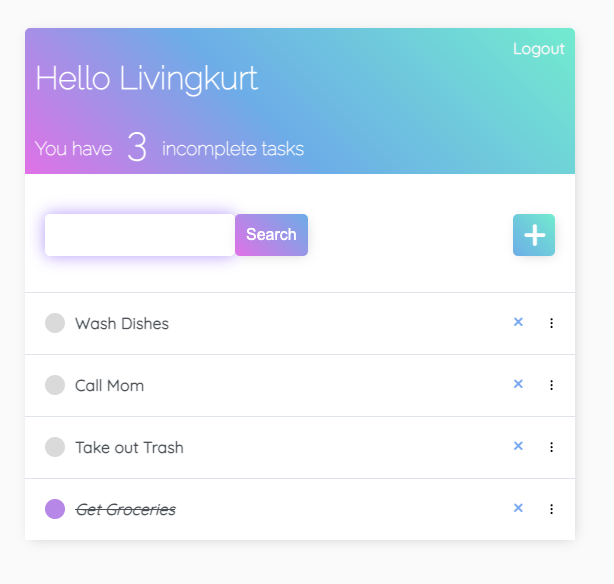 Logout
Hello Livingkurt
You have 3 incomplete tasks
Search
Wash Dishes
Call Mom
Take out Trash
Get Groceries